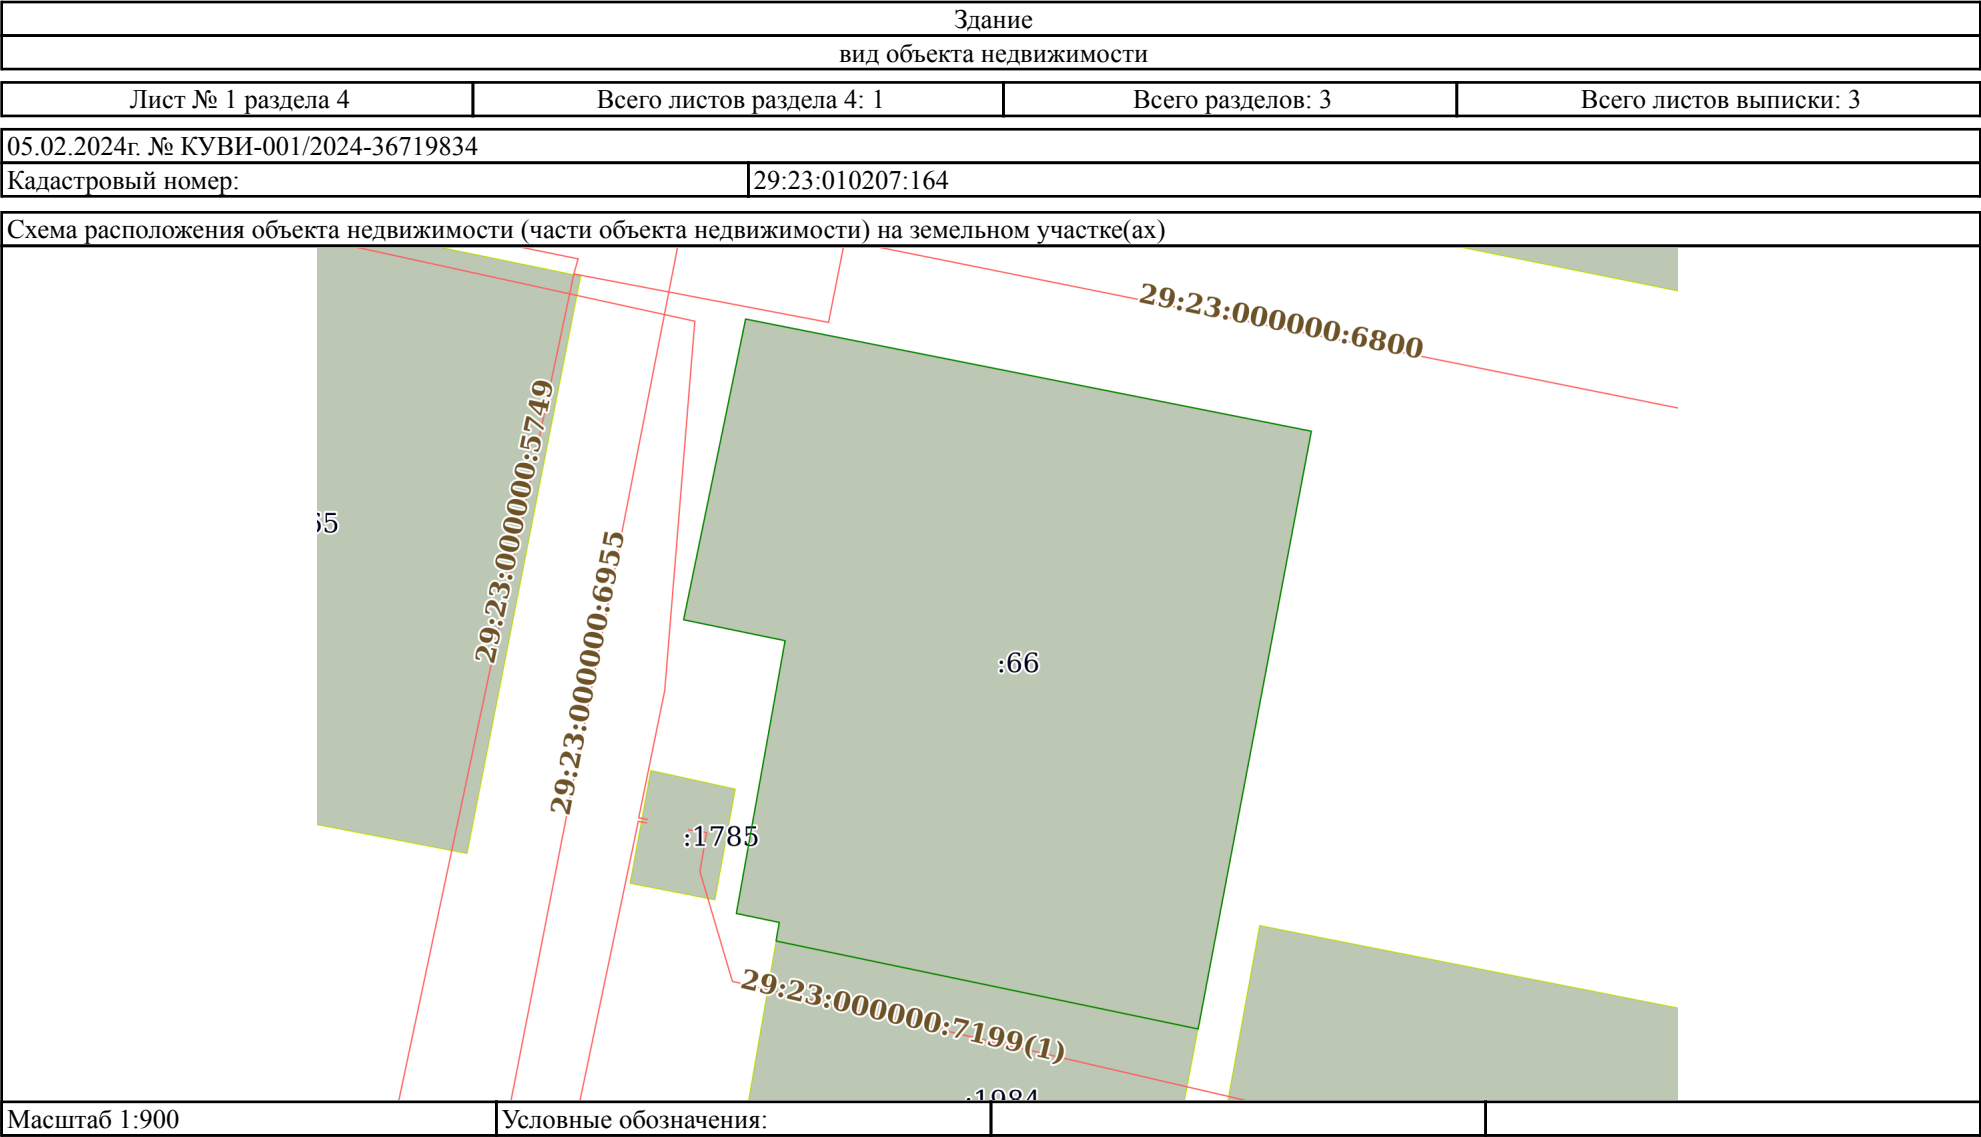 Здание
вид объекта недвижимости
Лист № 1 раздела 4 Всего листов раздела 4: 1 Всего разделов: 3 Всего листов выписки: 3
05.02.2024г. № КУВИ-001/2024-36719834
Кадастровый номер: 29:23:010207:164
Схема расположения объекта недвижимости (части объекта недвижимости) на земельном участке(ах)
29:23:000000:6800
29:23:000000:5749
55
29:23:000000:6955
:66
:1785
29:23:000000:7199(1)
:1984
Масштаб 1:900 Условные обозначения: